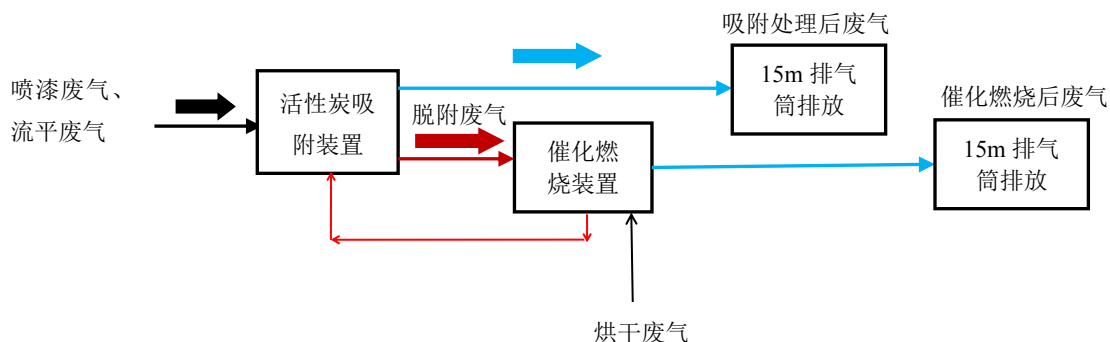 吸附处理后废气
15m 排气
筒排放
喷漆废气、
流平废气
活性炭吸
附装置
脱附废气
催化燃
烧装置
催化燃烧后废气
15m 排气
筒排放
烘干废气